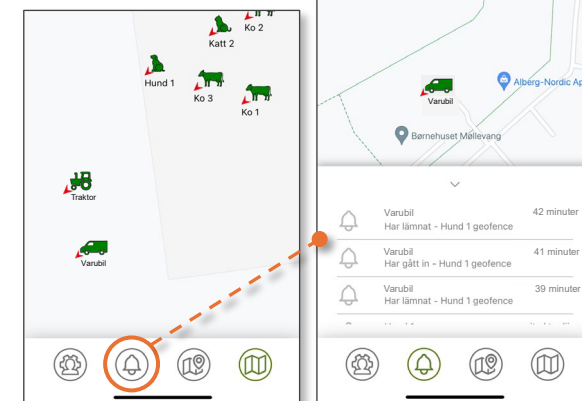 Ko 2
Katt 2
Hund 1
Ko 3
Ko 1
Traktor
Varubil
Varubil
Alberg-Nordic Ap
Børnehuset Møllevang
Varubil
42 minuter
Har lämnat - Hund 1 geofence
Varubil
41 minuter
Har gått in - Hund 1 geofence
Varubil
39 minuter
Har lämnat - Hund 1 geofence